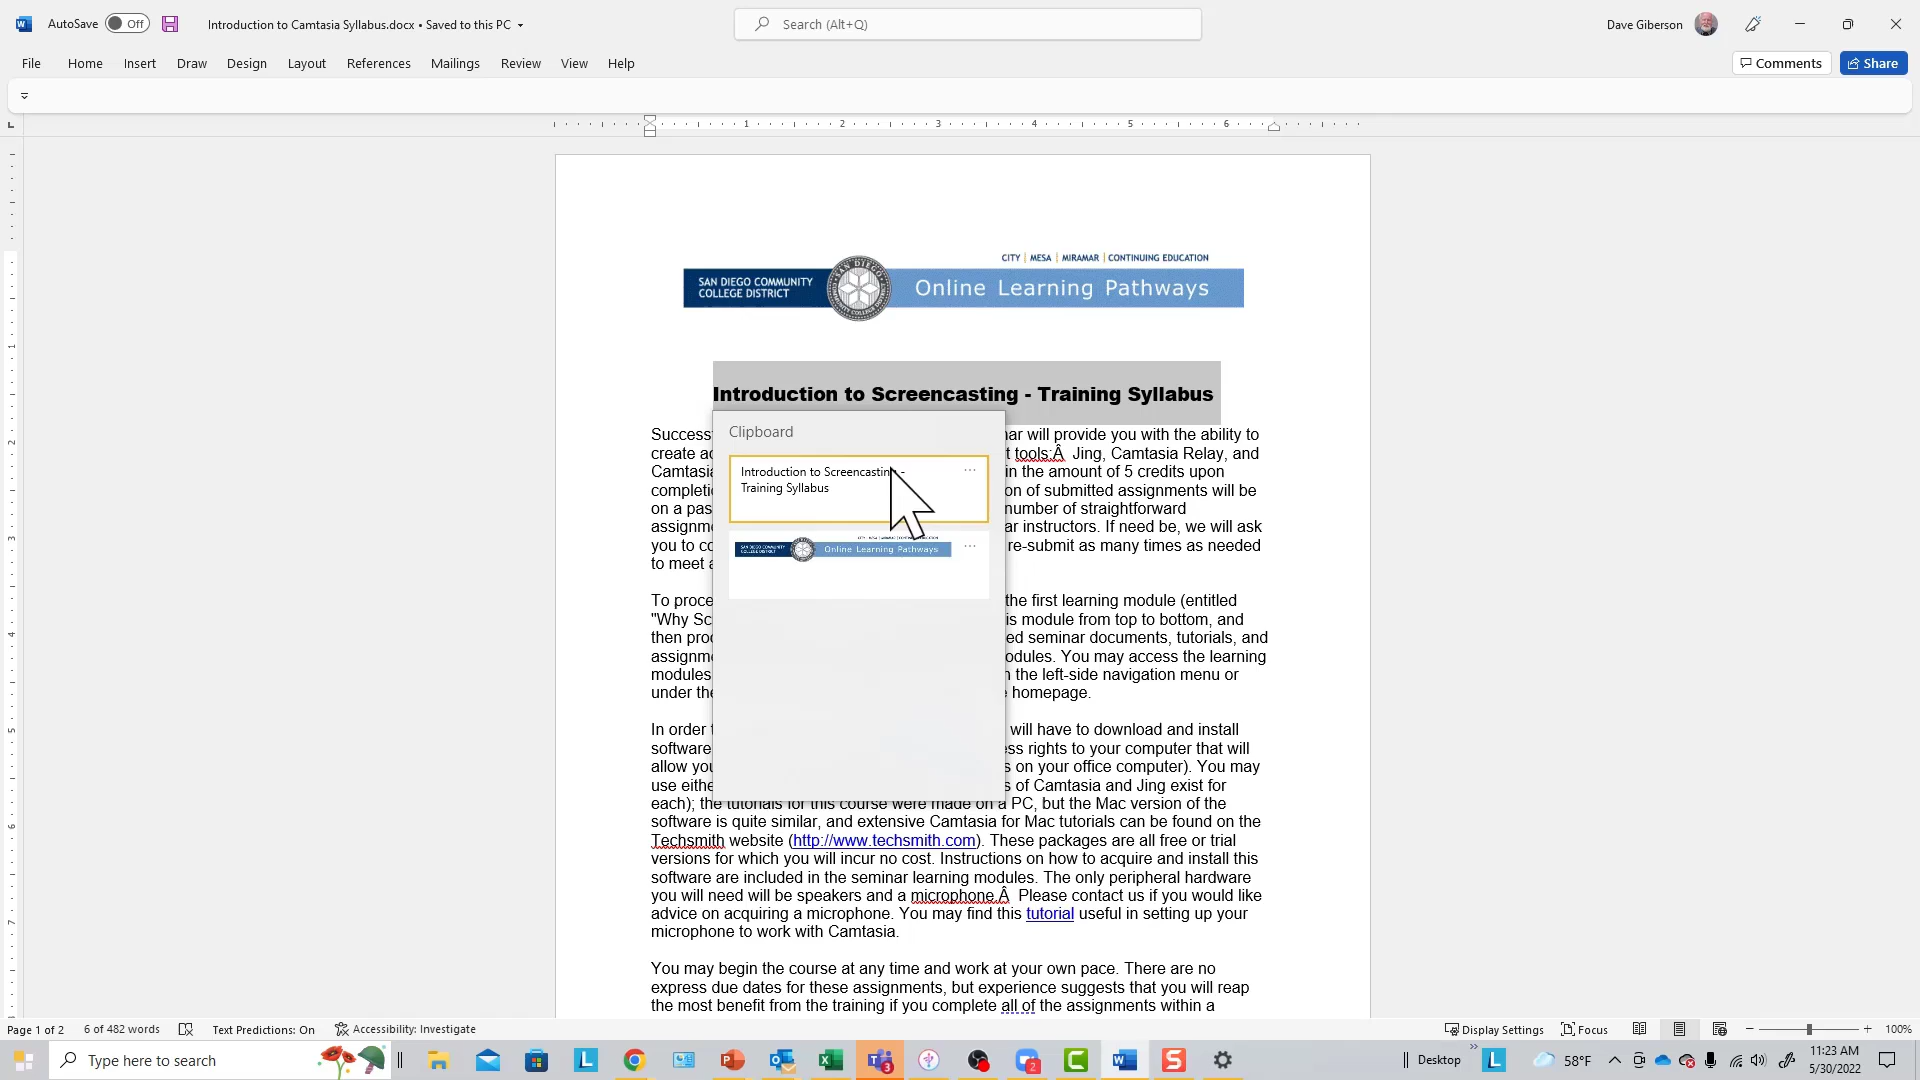 AutoSave Off Introduction to Camtasia Syllabus.docx • Saved to this PC Search (Alt+Q) Dave Giberson
File Home Insert Draw Design Layout References Mailings Review View Help Comments Share
1 2 3 4 5 6
CITY | MESA | MIRAMAR | CONTINUING EDUCATION
SAN DIEGO COMMUNITY
COLLEGE DISTRICT
Online Learning Pathways
Introduction to Screencasting - Training Syllabus
Clipboard
Introduction to Screencasting -
Training Syllabus
SAN DIEGO COMMUNITY
COLLEGE DISTRICT
Online Learning Pathways
Success
nar will provide you with the ability to
create ac
t tools:Â Jing, Camtasia Relay, and
Camtasia
in the amount of 5 credits upon
completi
on of submitted assignments will be
on a pas
number of straightforward
assignm
ar instructors. If need be, we will ask
you to co
re-submit as many times as needed
to meet a
To proce
the first learning module (entitled
"Why Sc
is module from top to bottom, and
then proc
ed seminar documents, tutorials, and
assignme
odules. You may access the learning
modules
n the left-side navigation menu or
under the
e homepage.
In order t
will have to download and install
software
ess rights to your computer that will
allow you
s on your office computer). You may
use eithe
s of Camtasia and Jing exist for
each); the tutorials for this course were made on a PC, but the Mac version of the
software is quite similar, and extensive Camtasia for Mac tutorials can be found on the
Techsmith website (http://www.techsmith.com). These packages are all free or trial
versions for which you will incur no cost. Instructions on how to acquire and install this
software are included in the seminar learning modules. The only peripheral hardware
you will need will be speakers and a microphone.Â Please contact us if you would like
advice on acquiring a microphone. You may find this tutorial useful in setting up your
microphone to work with Camtasia.
You may begin the course at any time and work at your own pace. There are no
express due dates for these assignments, but experience suggests that you will reap
the most benefit from the training if you complete all of the assignments within a
Page 1 of 2 6 of 482 words Text Predictions: On Accessibility: Investigate Display Settings Focus 100%
Type here to search Desktop 58°F 11:23 AM
5/30/2022